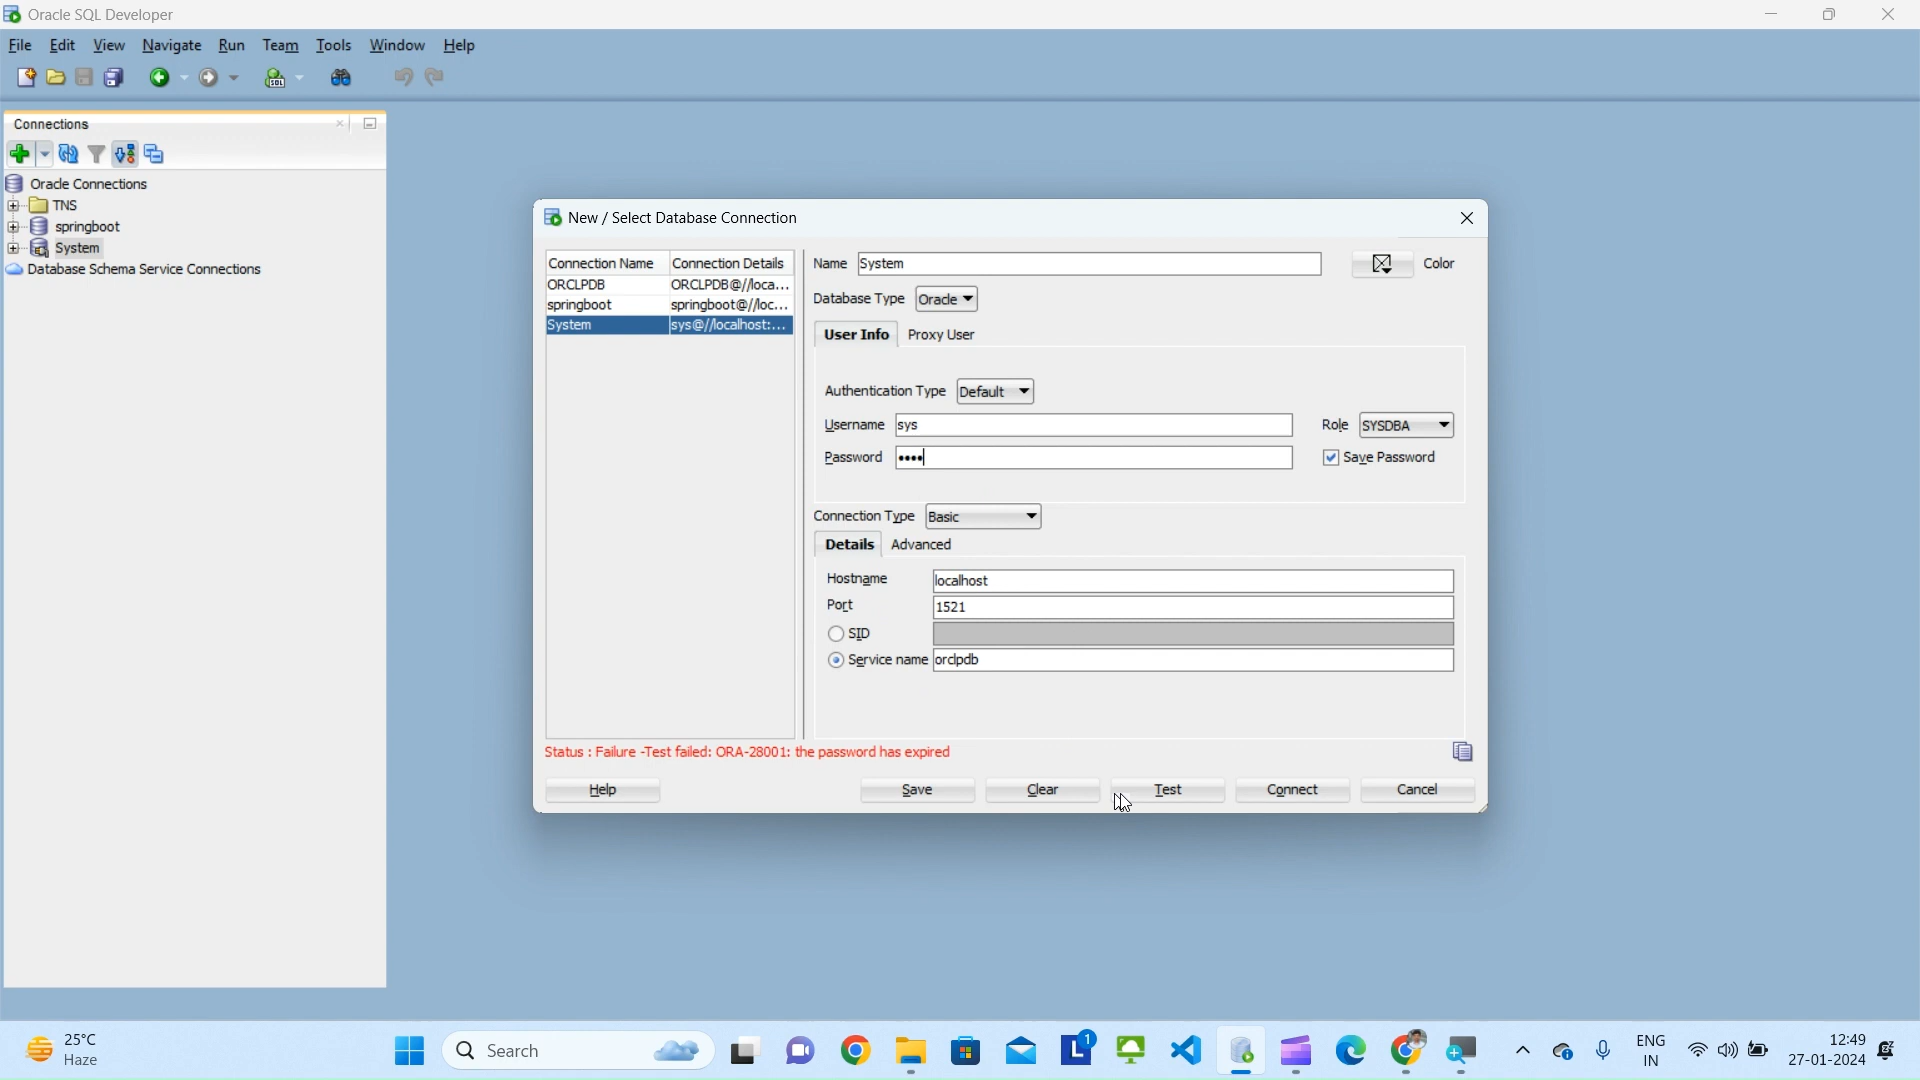 Oracle SQL Developer
File Edit View Navigate Run Team Tools Window Help
SQL
Connections
Oracle Connections
TNS
springboot
System
Database Schema Service Connections
New / Select Database Connection
Connection Name Connection Details
ORCLPDB ORCLPDB@//loca...
springboot springboot@//loc...
System sys@//localhost:...
Name System Color
Database Type Oracle
User Info Proxy User
Authentication Type Default
Username sys Role SYSDBA
Password •••• Save Password
Connection Type Basic
Details Advanced
Hostname localhost
Port 1521
SID
Service name orclpdb
Status : Failure -Test failed: ORA-28001: the password has expired
Help Save Clear Test Connect Cancel
25°C
Haze
Search
L 1
ENG
IN
12:49
27-01-2024